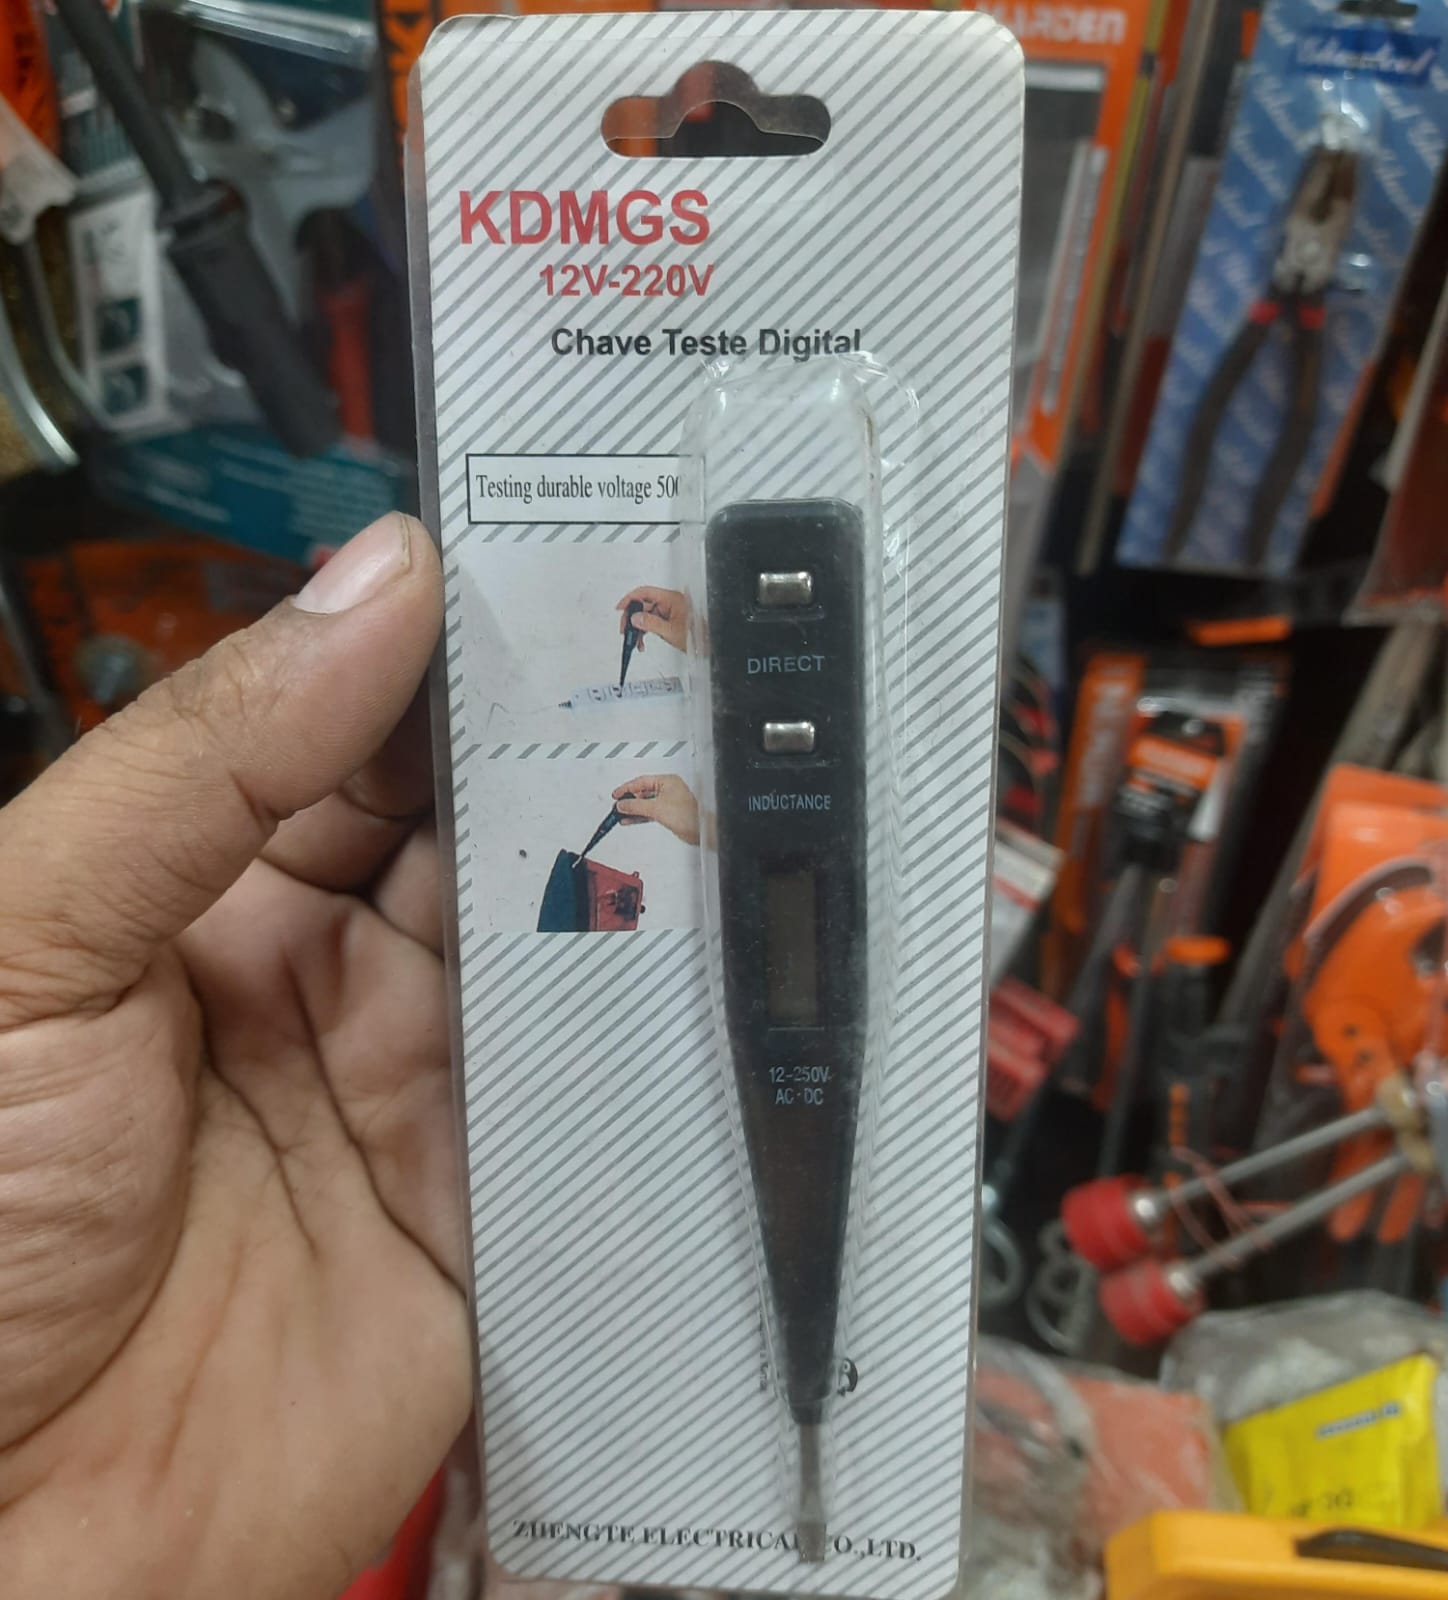 KDMGS
12V-220V
Chave Teste Digital
Testing durable voltage 500
DIRECT
INDUCTANCE
12-250V
AC·DC
ZHENGTE ELECTRICAL CO.,LTD.
HARDEN